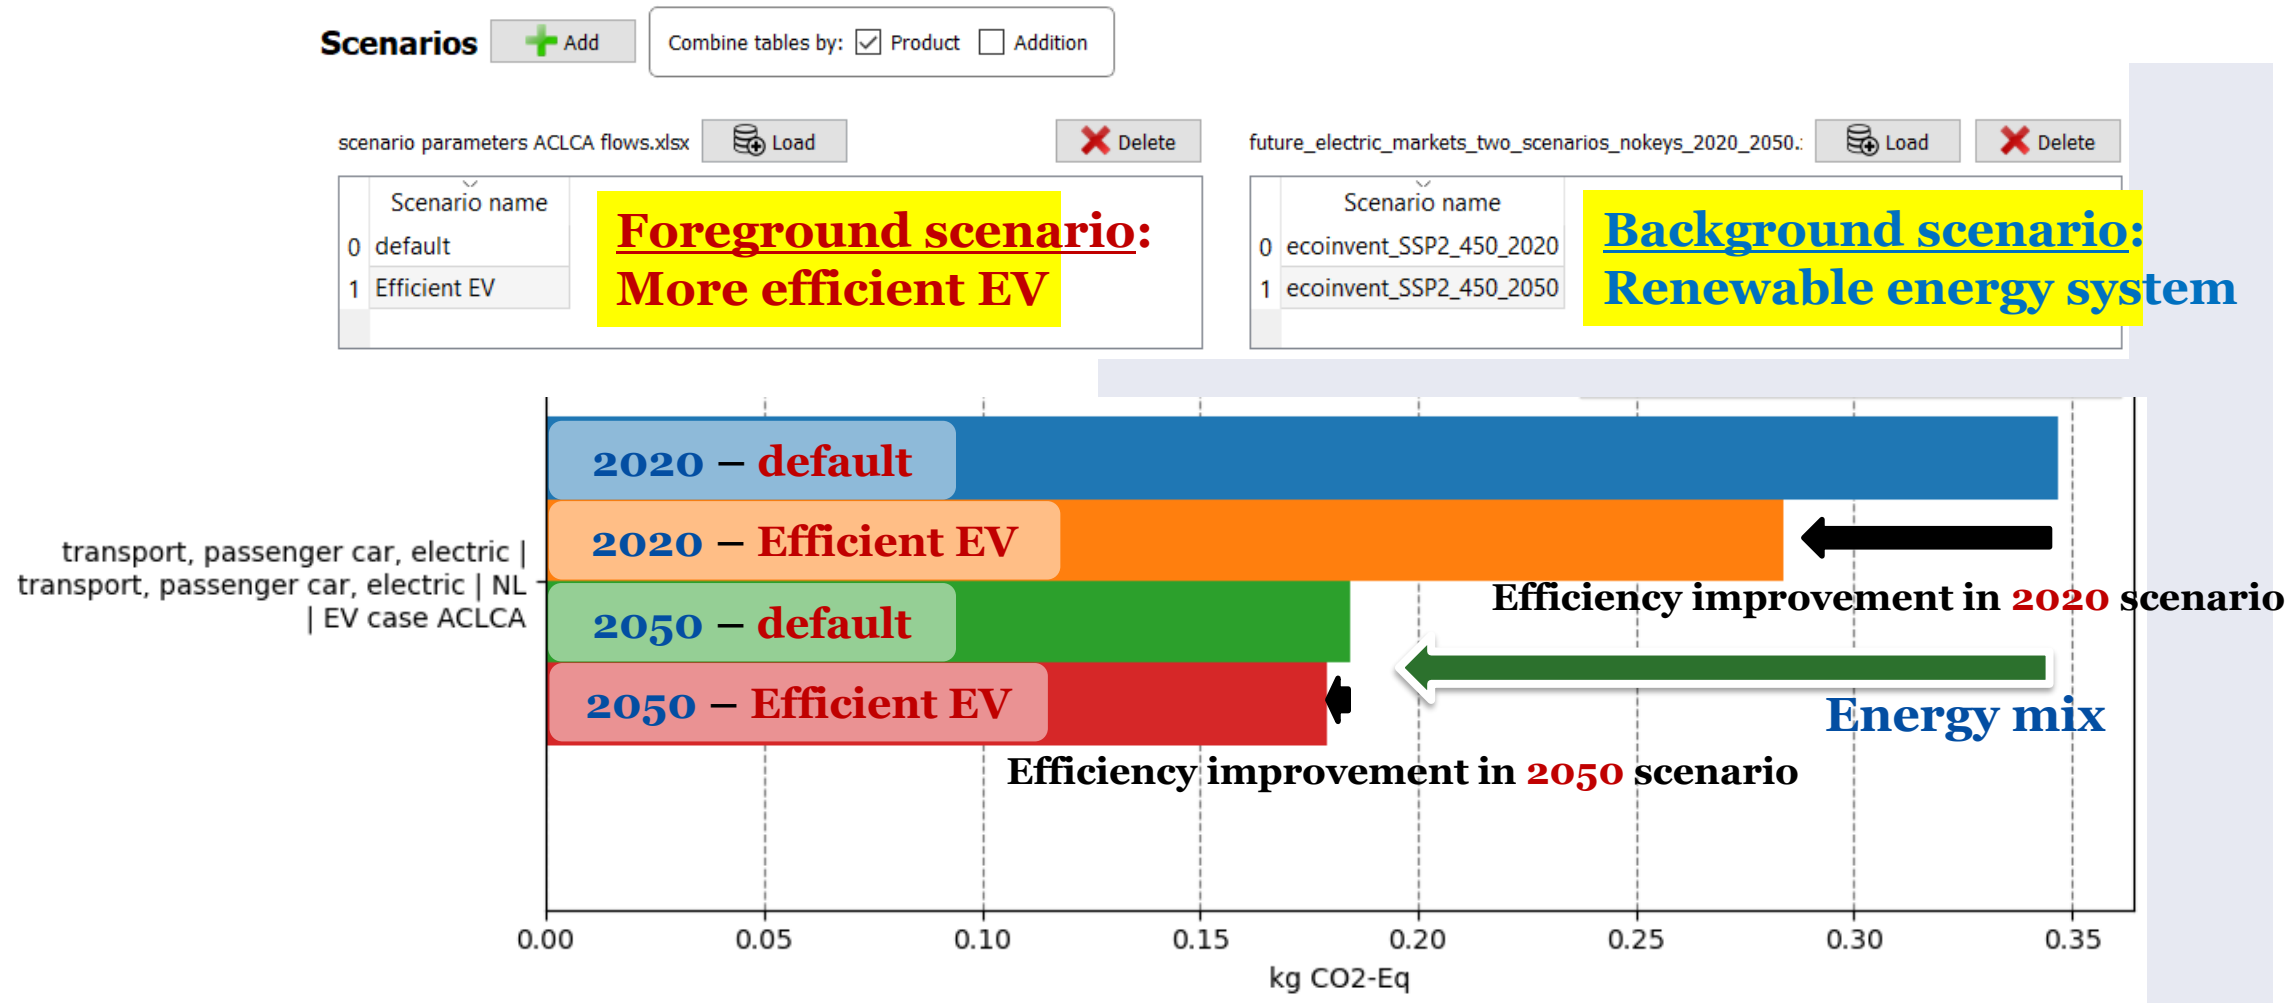 Scenarios
Add
Combine tables by: Product Addition
scenario parameters ACLCA flows.xlsx
Load
Delete
future_electric_markets_two_scenarios_nokeys_2020_2050.:
Load
Delete
Scenario name
0 default
1 Efficient EV
Foreground scenario:
More efficient EV
Scenario name
0 ecoinvent_SSP2_450_2020
1 ecoinvent_SSP2_450_2050
Background scenario:
Renewable energy system
2020 – default
2020 – Efficient EV
2050 – default
2050 – Efficient EV
transport, passenger car, electric |
transport, passenger car, electric | NL
| EV case ACLCA
Efficiency improvement in 2020 scenario
Energy mix
Efficiency improvement in 2050 scenario
0.00 0.05 0.10 0.15 0.20 0.25 0.30 0.35
kg CO2-Eq